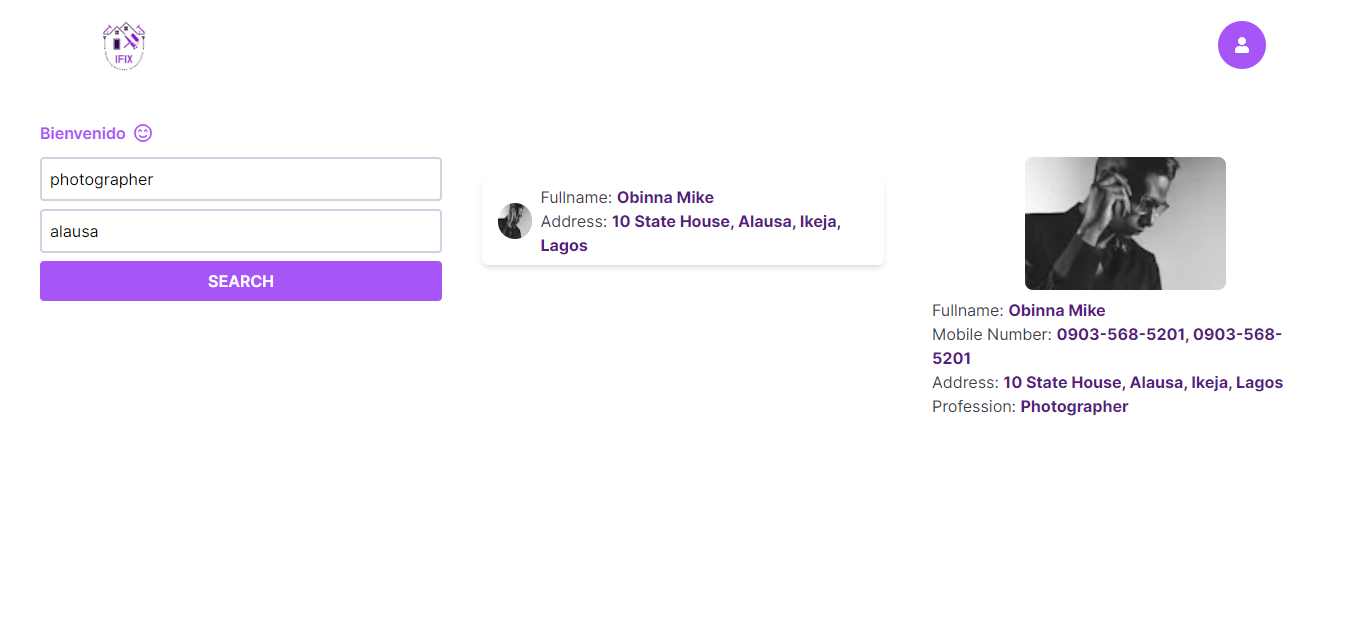 IFIX
Bienvenido
photographer
alausa
SEARCH
Fullname: Obinna Mike
Address: 10 State House, Alausa, Ikeja,
Lagos
Fullname: Obinna Mike
Mobile Number: 0903-568-5201, 0903-568-
5201
Address: 10 State House, Alausa, Ikeja, Lagos
Profession: Photographer